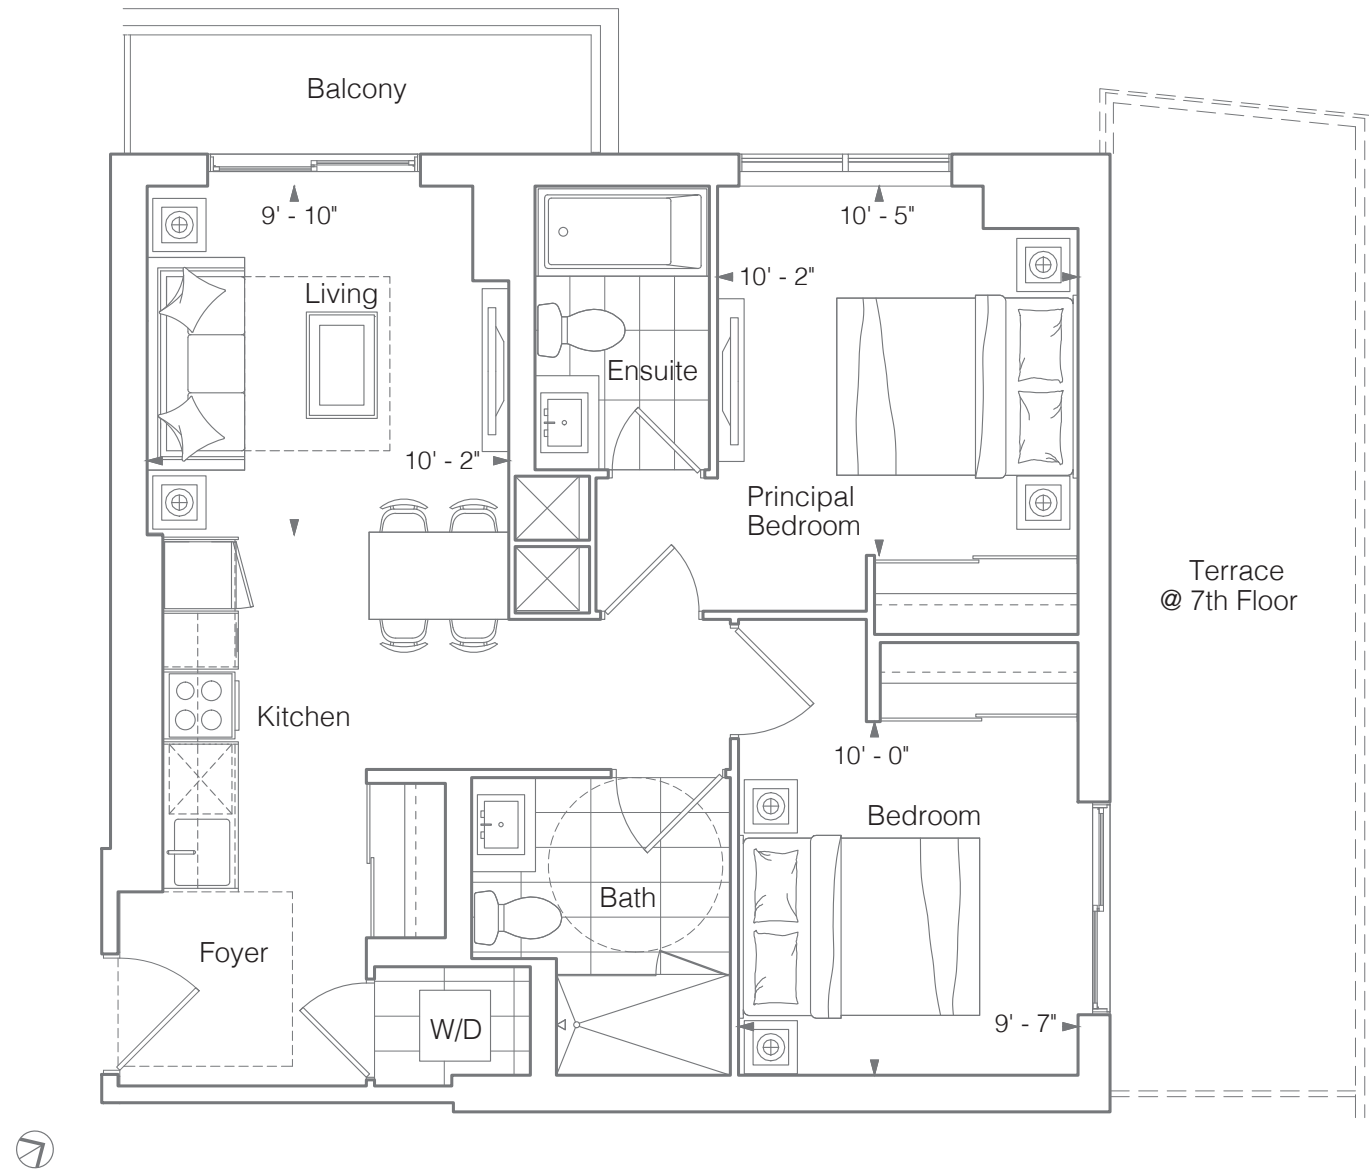 Balcony
9' - 10"
10' - 5"
10' - 2"
Living
Ensuite
10' - 2"
Principal
Bedroom
Terrace
@ 7th Floor
Kitchen
10' - 0"
Bedroom
Bath
Foyer
W/D
9' - 7"